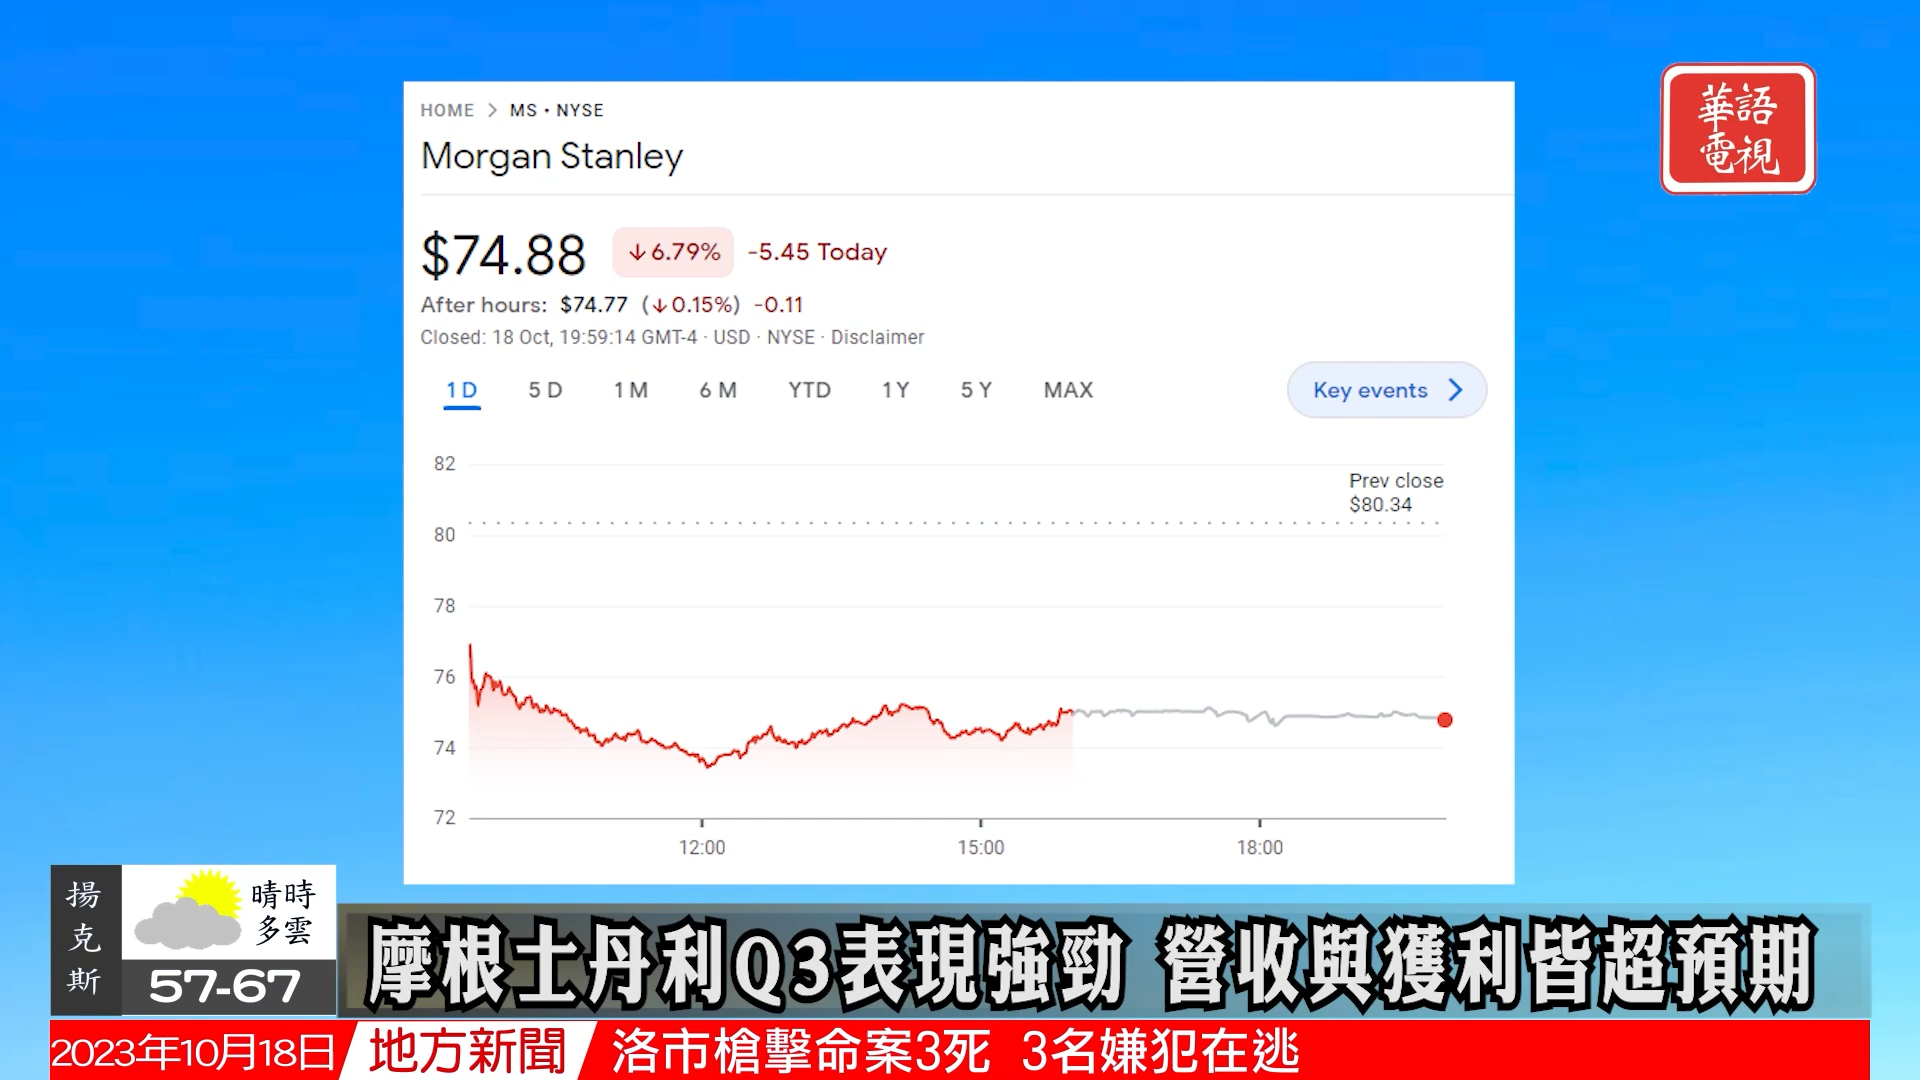 HOME > MS • NYSE
Morgan Stanley
$74.88 ↓6.79% -5.45 Today
After hours: $74.77 (↓0.15%) -0.11
Closed: 18 Oct, 19:59:14 GMT-4 · USD · NYSE · Disclaimer
1D 5D 1M 6M YTD 1Y 5Y MAX
Key events >
82
Prev close
$80.34
80
78
76
74
72
12:00 15:00 18:00
華語
電視
揚克斯
晴時
多雲
57-67
摩根士丹利Q3表現強勁 營收與獲利皆超預期
2023年10月18日 地方新聞 洛市槍擊命案3死 3名嫌犯在逃